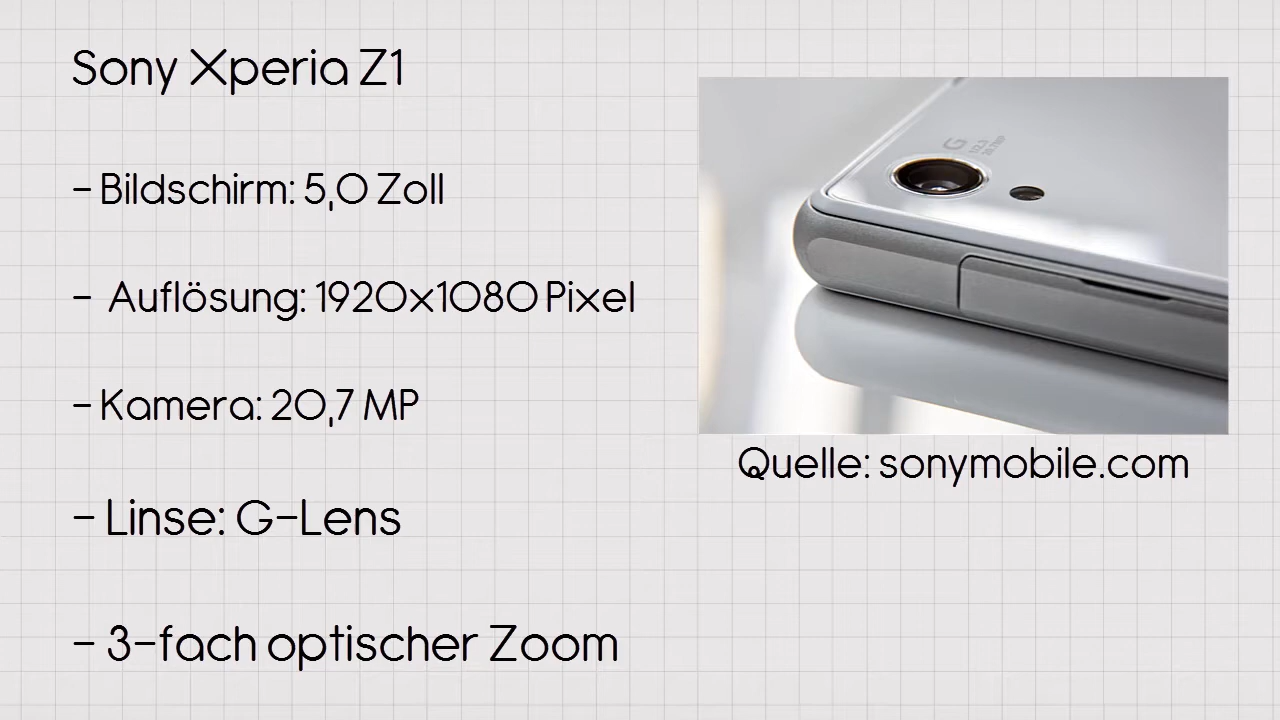 Sony Xperia Z1
- Bildschirm: 5,0 Zoll
- Auflösung: 1920x1080 Pixel
- Kamera: 20,7 MP
- Linse: G-Lens
- 3-fach optischer Zoom
G
Quelle: sonymobile.com